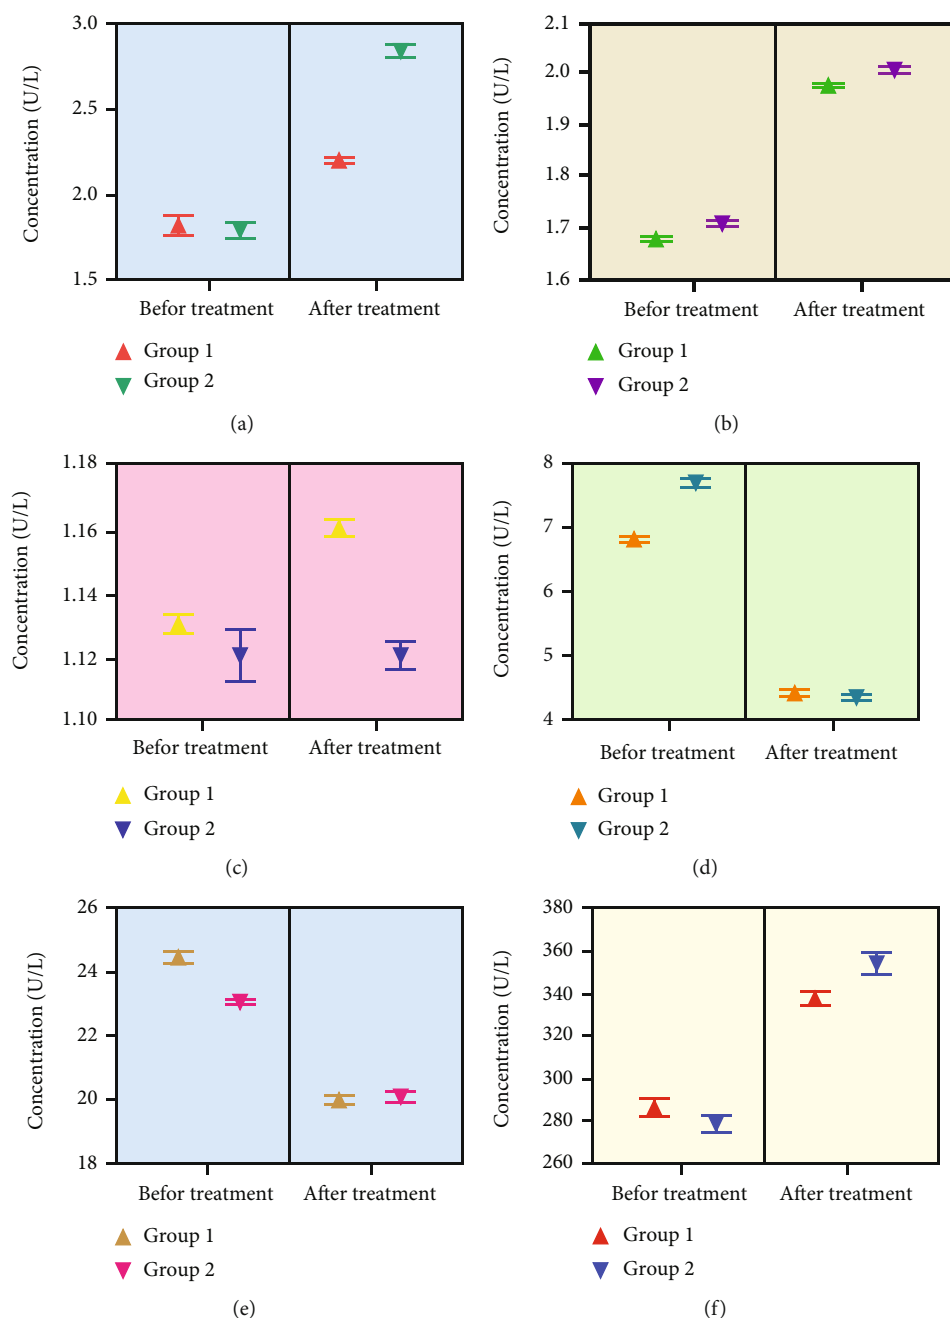 Concentration (U/L)
3.0
2.5
2.0
1.5
Befor treatment
After treatment
Group 1
Group 2
(a)
Concentration (U/L)
2.1
2.0
1.9
1.8
1.7
1.6
Befor treatment
After treatment
Group 1
Group 2
(b)
Concentration (U/L)
1.18
1.16
1.14
1.12
1.10
Befor treatment
After treatment
Group 1
Group 2
(c)
Concentration (U/L)
8
7
6
5
4
Befor treatment
After treatment
Group 1
Group 2
(d)
Concentration (U/L)
26
24
22
20
18
Befor treatment
After treatment
Group 1
Group 2
(e)
Concentration (U/L)
380
360
340
320
300
280
260
Befor treatment
After treatment
Group 1
Group 2
(f)